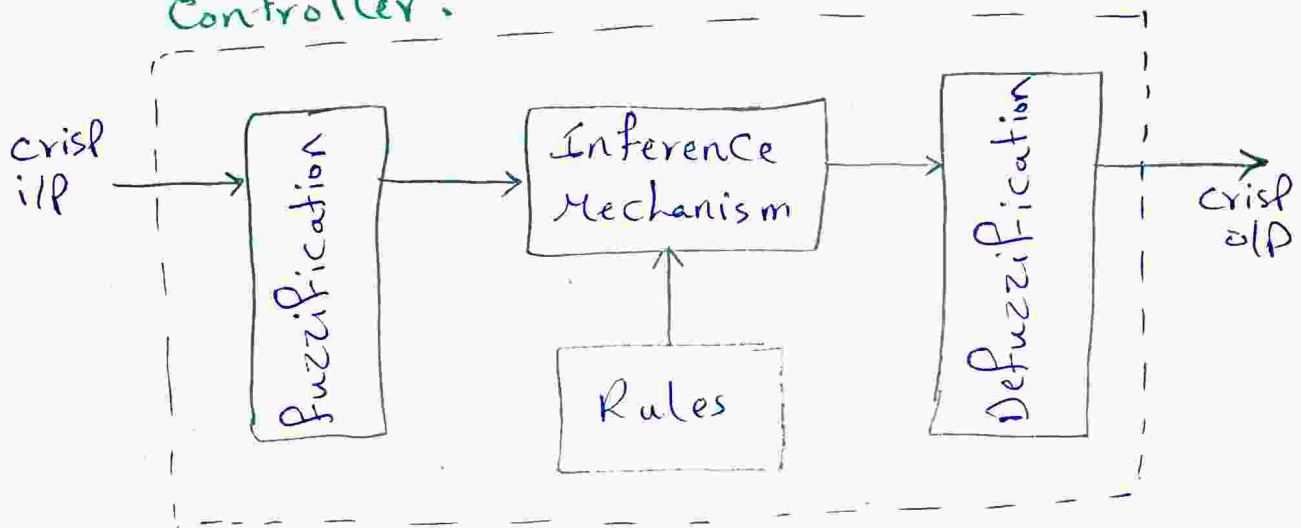 Controller.
crisp
i/p
Fuzzification
Inference
Mechanism
Rules
Defuzzification
crisp
o/p